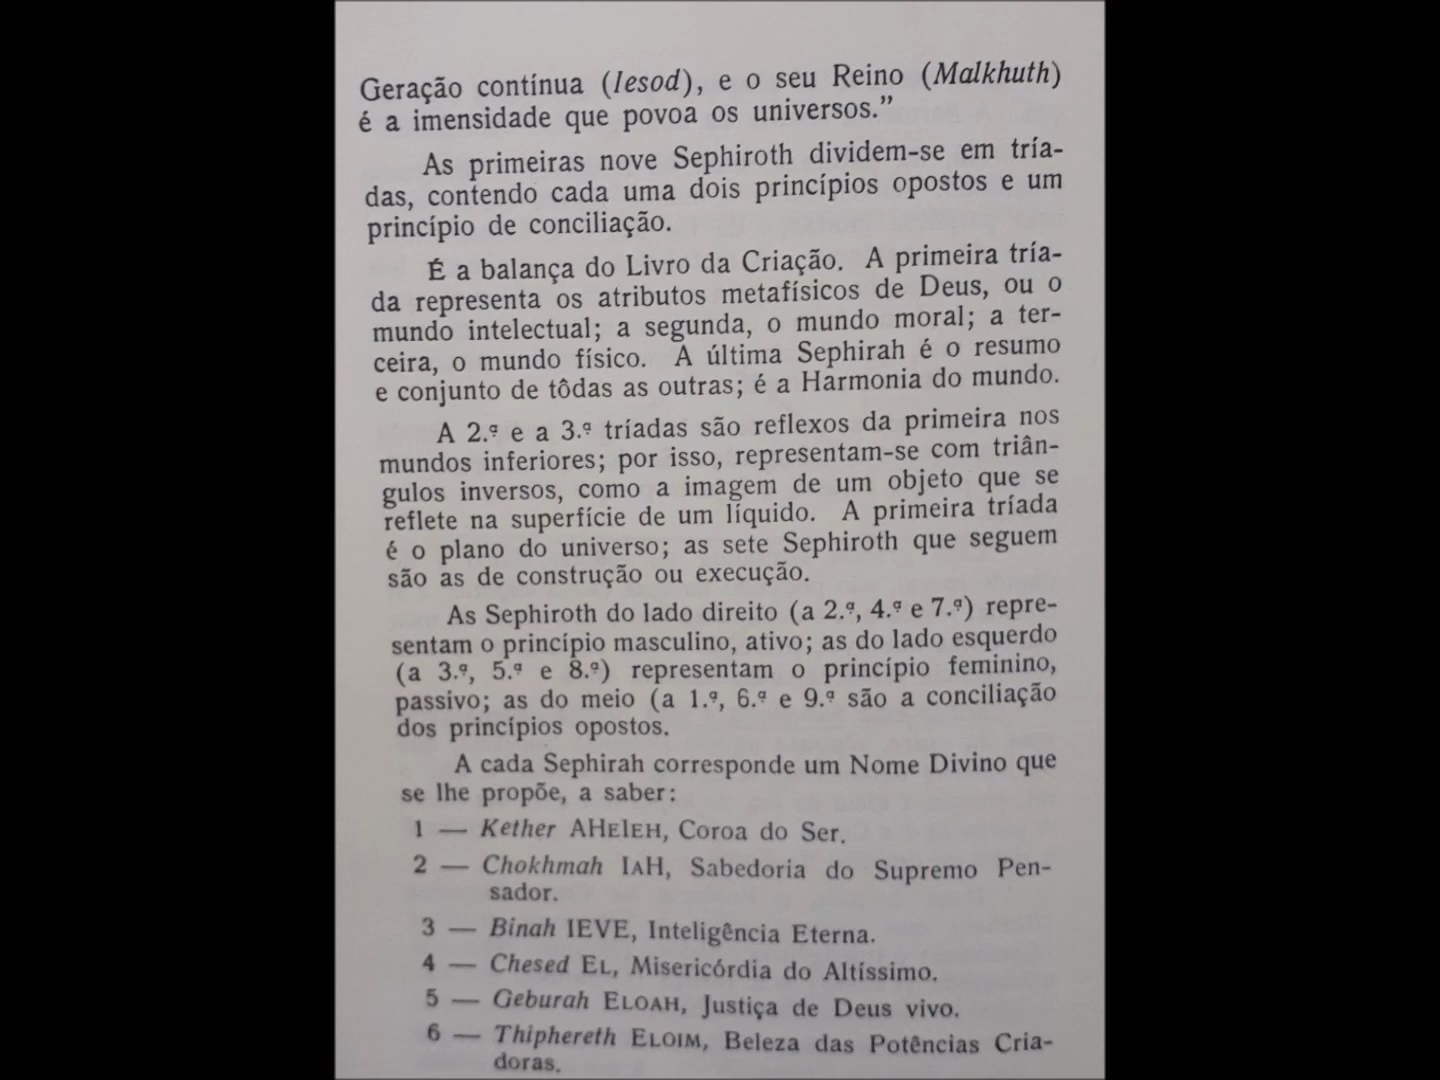 Geração contínua (Iesod), e o seu Reino (Malkhuth)
é a imensidade que povoa os universos.”
As primeiras nove Sephiroth dividem-se em tría-
das, contendo cada uma dois princípios opostos e um
princípio de conciliação.
É a balança do Livro da Criação. A primeira tría-
da representa os atributos metafísicos de Deus, ou o
mundo intelectual; a segunda, o mundo moral; a ter-
ceira, o mundo físico. A última Sephirah é o resumo
e conjunto de tôdas as outras; é a Harmonia do mundo.
A 2.ª e a 3.ª tríadas são reflexos da primeira nos
mundos inferiores; por isso, representam-se com triân-
gulos inversos, como a imagem de um objeto que se
reflete na superfície de um líquido. A primeira tríada
é o plano do universo; as sete Sephiroth que seguem
são as de construção ou execução.
As Sephiroth do lado direito (a 2.ª, 4.ª e 7.ª) repre-
sentam o princípio masculino, ativo; as do lado esquerdo
(a 3.ª, 5.ª e 8.ª) representam o princípio feminino,
passivo; as do meio (a 1.ª, 6.ª e 9.ª são a conciliação
dos princípios opostos.
A cada Sephirah corresponde um Nome Divino que
se lhe propõe, a saber:
1 — Kether AHeIeH, Coroa do Ser.
2 — Chokhmah IaH, Sabedoria do Supremo Pen-
sador.
3 — Binah IEVE, Inteligência Eterna.
4 — Chesed EL, Misericórdia do Altíssimo.
5 — Geburah ELOAH, Justiça de Deus vivo.
6 — Thiphereth ELOIM, Beleza das Potências Cria-
doras.